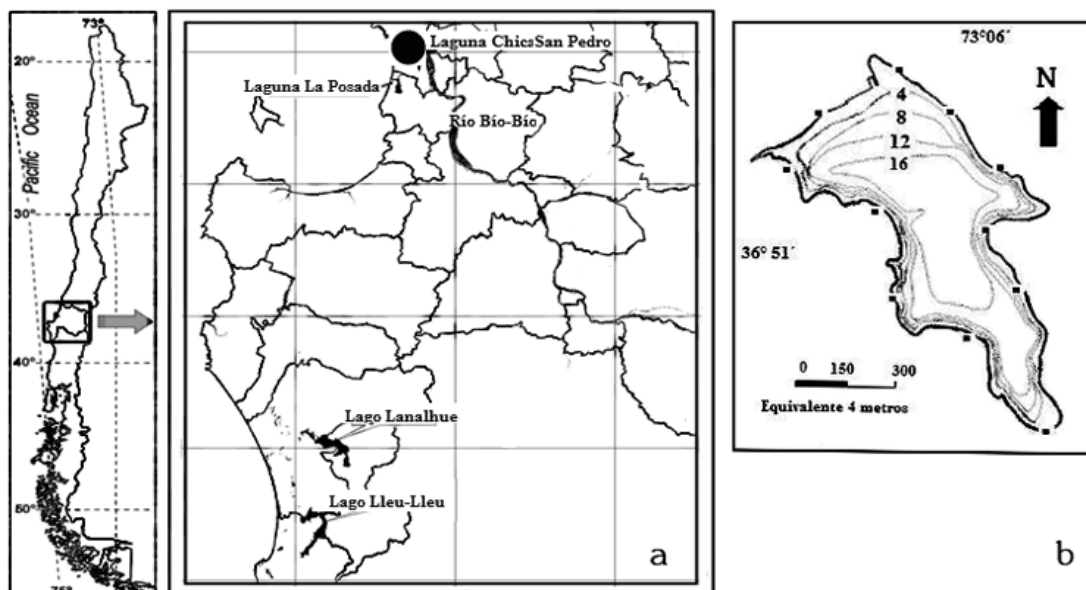 73°
20°
Pacific Ocean
30°
40°
50°
75°
Laguna ChicsSan Pedro
Laguna La Posada
Río Bío-Bío
Lago Lanalhue
Lago Lleu-Lleu
a
73°06´
N
4
8
12
16
36° 51´
0 150 300
Equivalente 4 metros
b